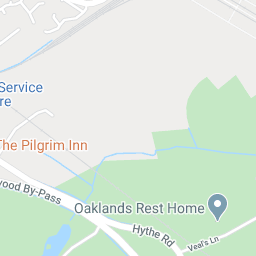 Service
re
The Pilgrim Inn
wood By-Pass
Oaklands Rest Home
Hythe Rd
Veal's Ln